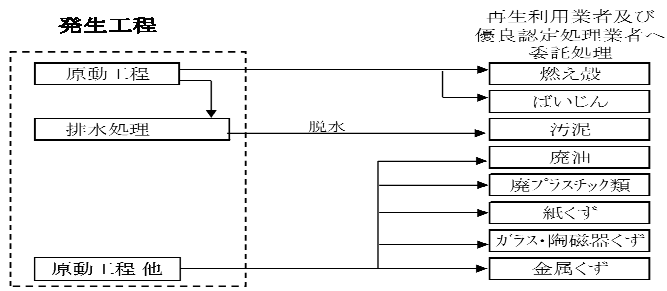 発生工程
再生利用業者及び
優良認定処理業者へ
委託処理
原動工程
燃え殻
ばいじん
排水処理
脱水
汚泥
廃油
廃プラスチック類
紙くず
ガラス・陶磁器くず
原動工程 他
金属くず